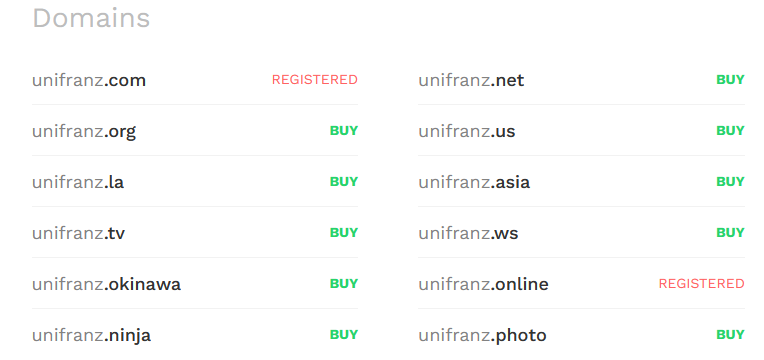 Domains
unifranz.com REGISTERED unifranz.net BUY
unifranz.org BUY unifranz.us BUY
unifranz.la BUY unifranz.asia BUY
unifranz.tv BUY unifranz.ws BUY
unifranz.okinawa BUY unifranz.online REGISTERED
unifranz.ninja BUY unifranz.photo BUY